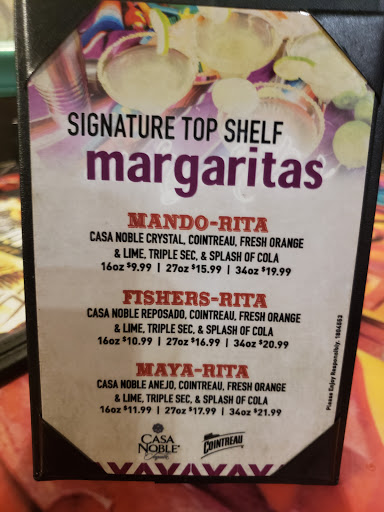 SIGNATURE TOP SHELF
margaritas
MANDO-RITA
CASA NOBLE CRYSTAL, COINTREAU, FRESH ORANGE
& LIME, TRIPLE SEC, & SPLASH OF COLA
16oz $9.99 | 27oz $15.99 | 34oz $19.99
FISHERS-RITA
CASA NOBLE REPOSADO, COINTREAU, FRESH ORANGE
& LIME, TRIPLE SEC, & SPLASH OF COLA
16oz $10.99 | 27oz $16.99 | 34oz $20.99
MAYA-RITA
CASA NOBLE ANEJO, COINTREAU, FRESH ORANGE
& LIME, TRIPLE SEC, & SPLASH OF COLA
16oz $11.99 | 27oz $17.99 | 34oz $21.99
CASA
NOBLE
Tequila
COINTREAU
Please Enjoy Responsibly. 1804853